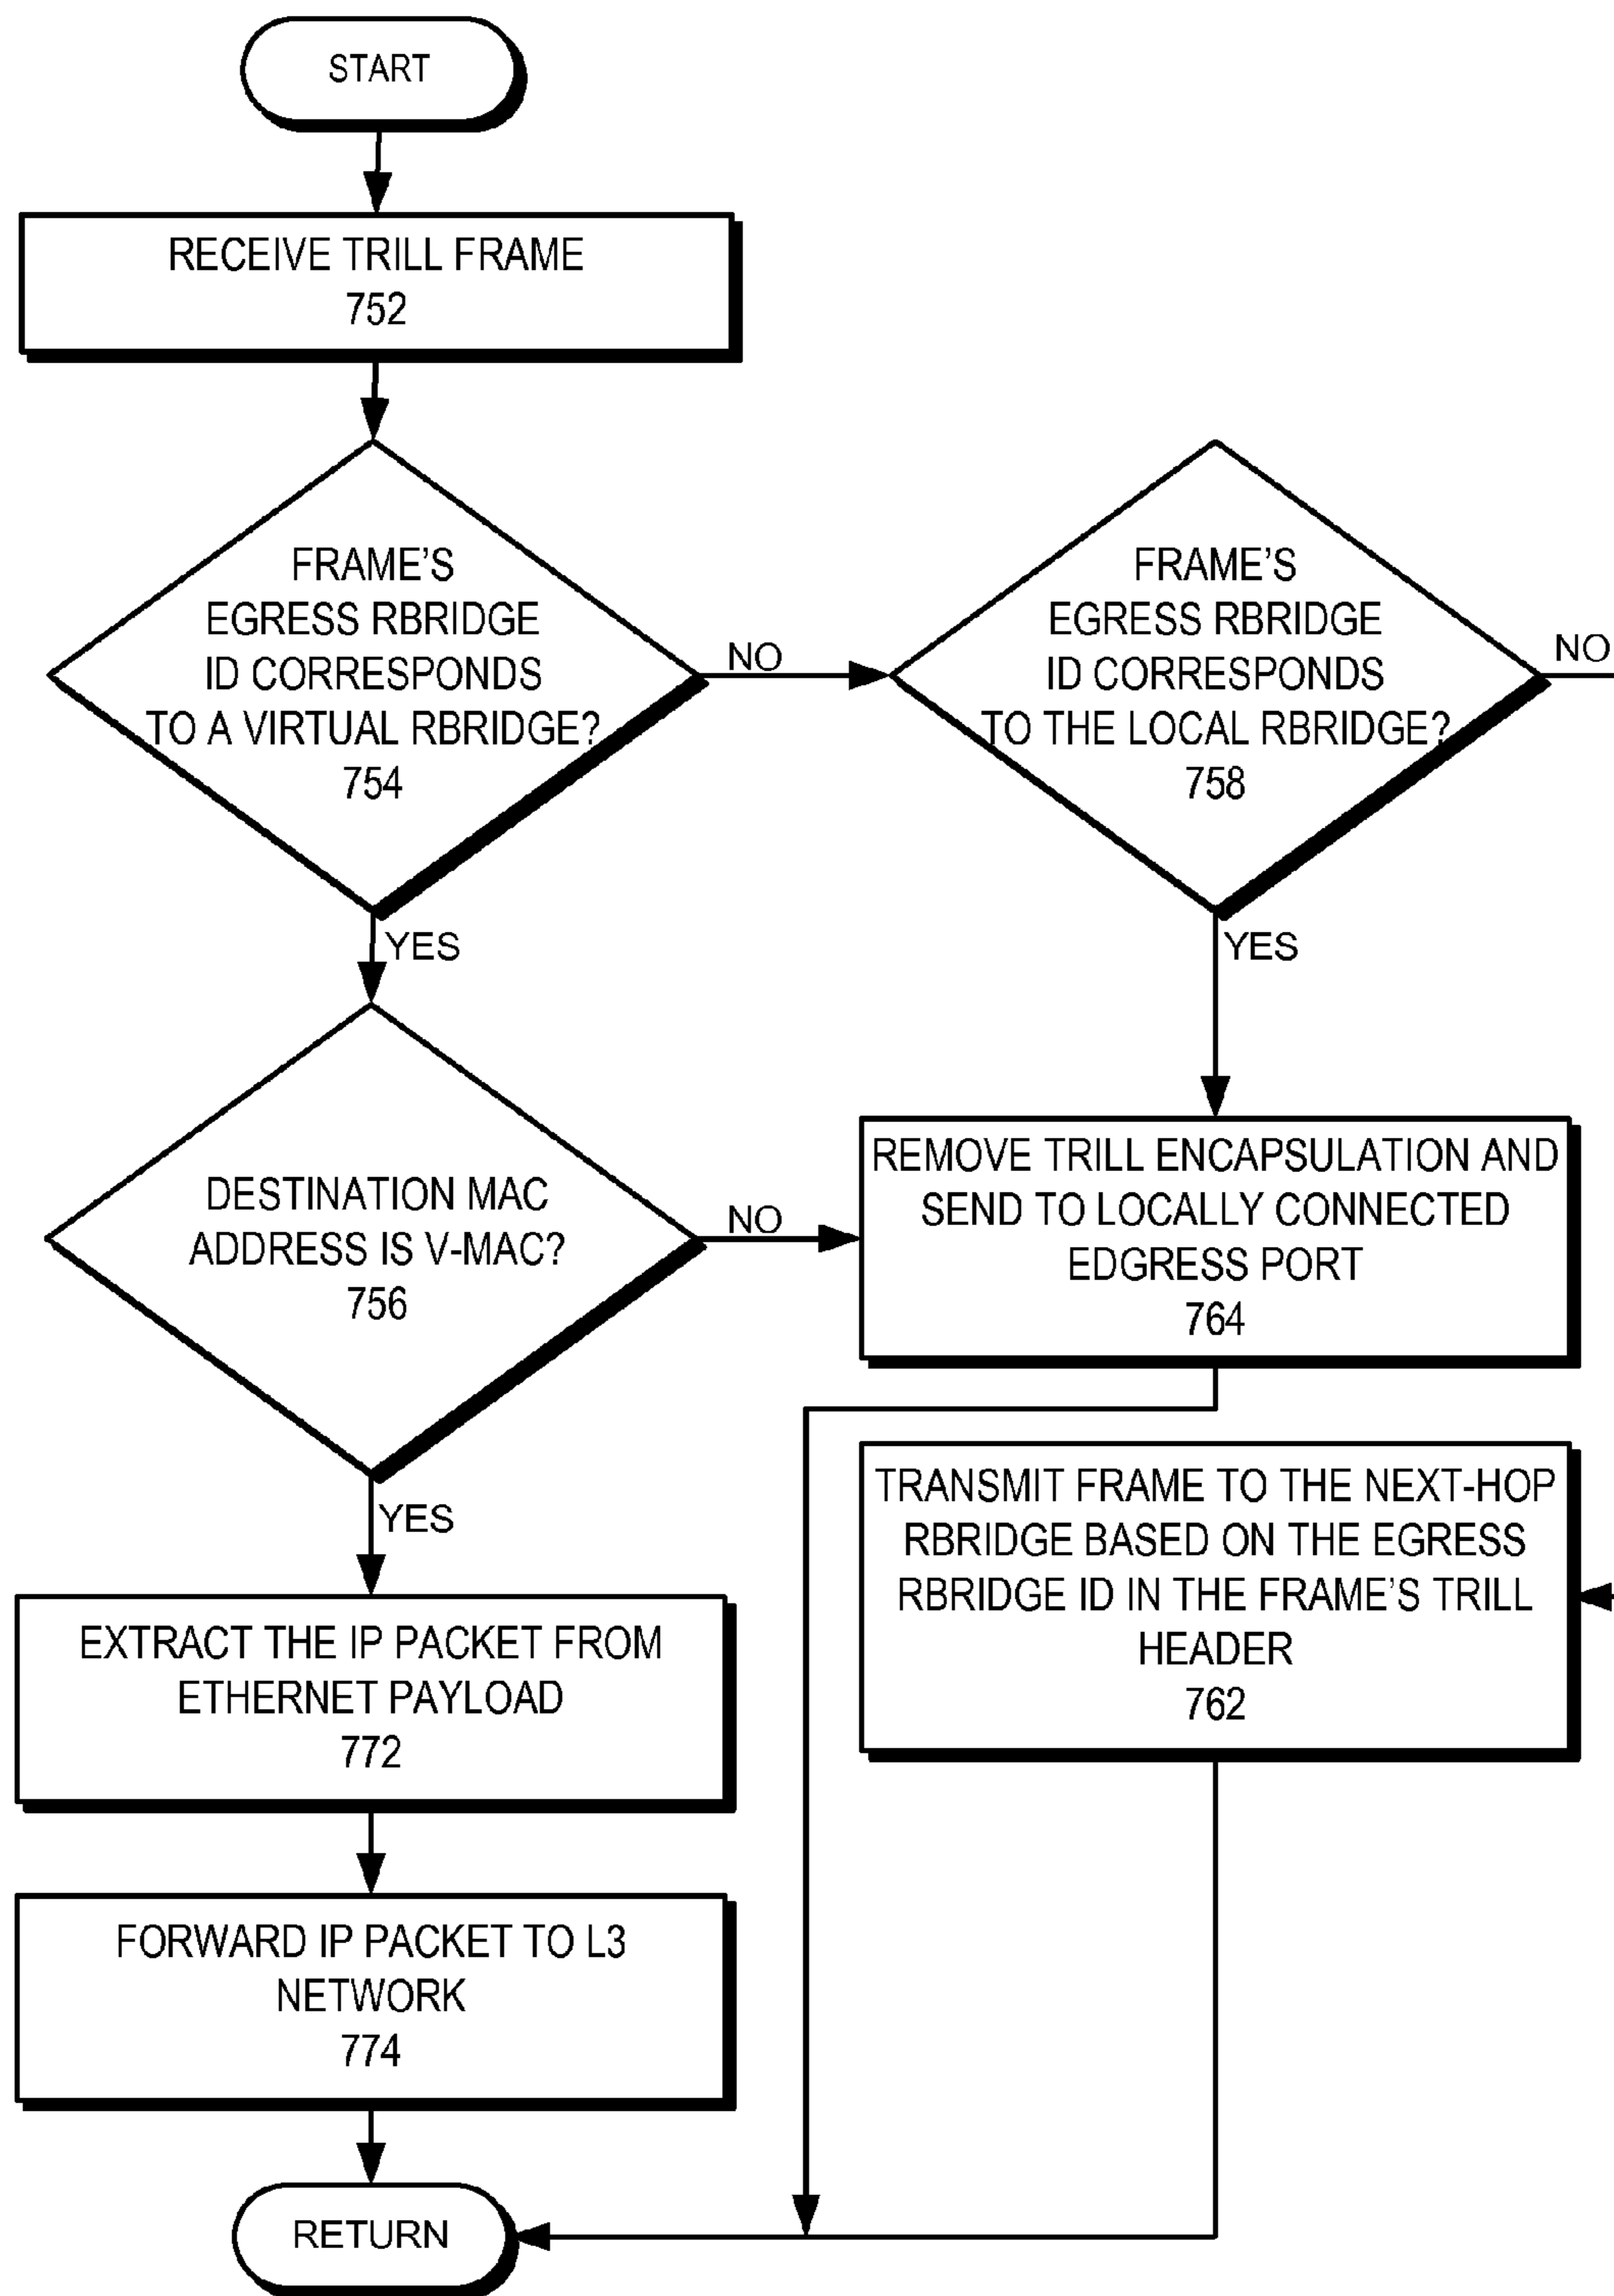 START
RECEIVE TRILL FRAME
752
FRAME'S
EGRESS RBRIDGE
ID CORRESPONDS
TO A VIRTUAL RBRIDGE?
754
NO
FRAME'S
EGRESS RBRIDGE
ID CORRESPONDS
TO THE LOCAL RBRIDGE?
758
NO
YES
YES
DESTINATION MAC
ADDRESS IS V-MAC?
756
NO
REMOVE TRILL ENCAPSULATION AND
SEND TO LOCALLY CONNECTED
EDGRESS PORT
764
YES
TRANSMIT FRAME TO THE NEXT-HOP
RBRIDGE BASED ON THE EGRESS
RBRIDGE ID IN THE FRAME'S TRILL
HEADER
762
EXTRACT THE IP PACKET FROM
ETHERNET PAYLOAD
772
FORWARD IP PACKET TO L3
NETWORK
774
RETURN